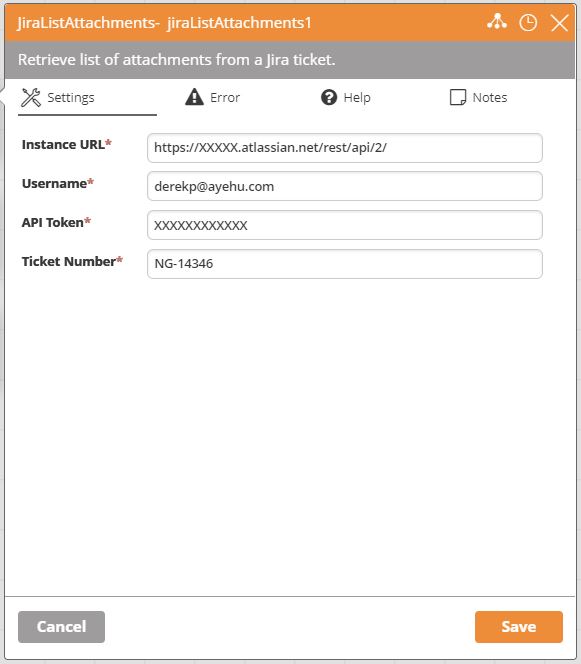 JiraListAttachments- jiraListAttachments1
Retrieve list of attachments from a Jira ticket.
Settings Error Help Notes
Instance URL* https://XXXXX.atlassian.net/rest/api/2/
Username* derekp@ayehu.com
API Token* XXXXXXXXXXXX
Ticket Number* NG-14346
Cancel Save